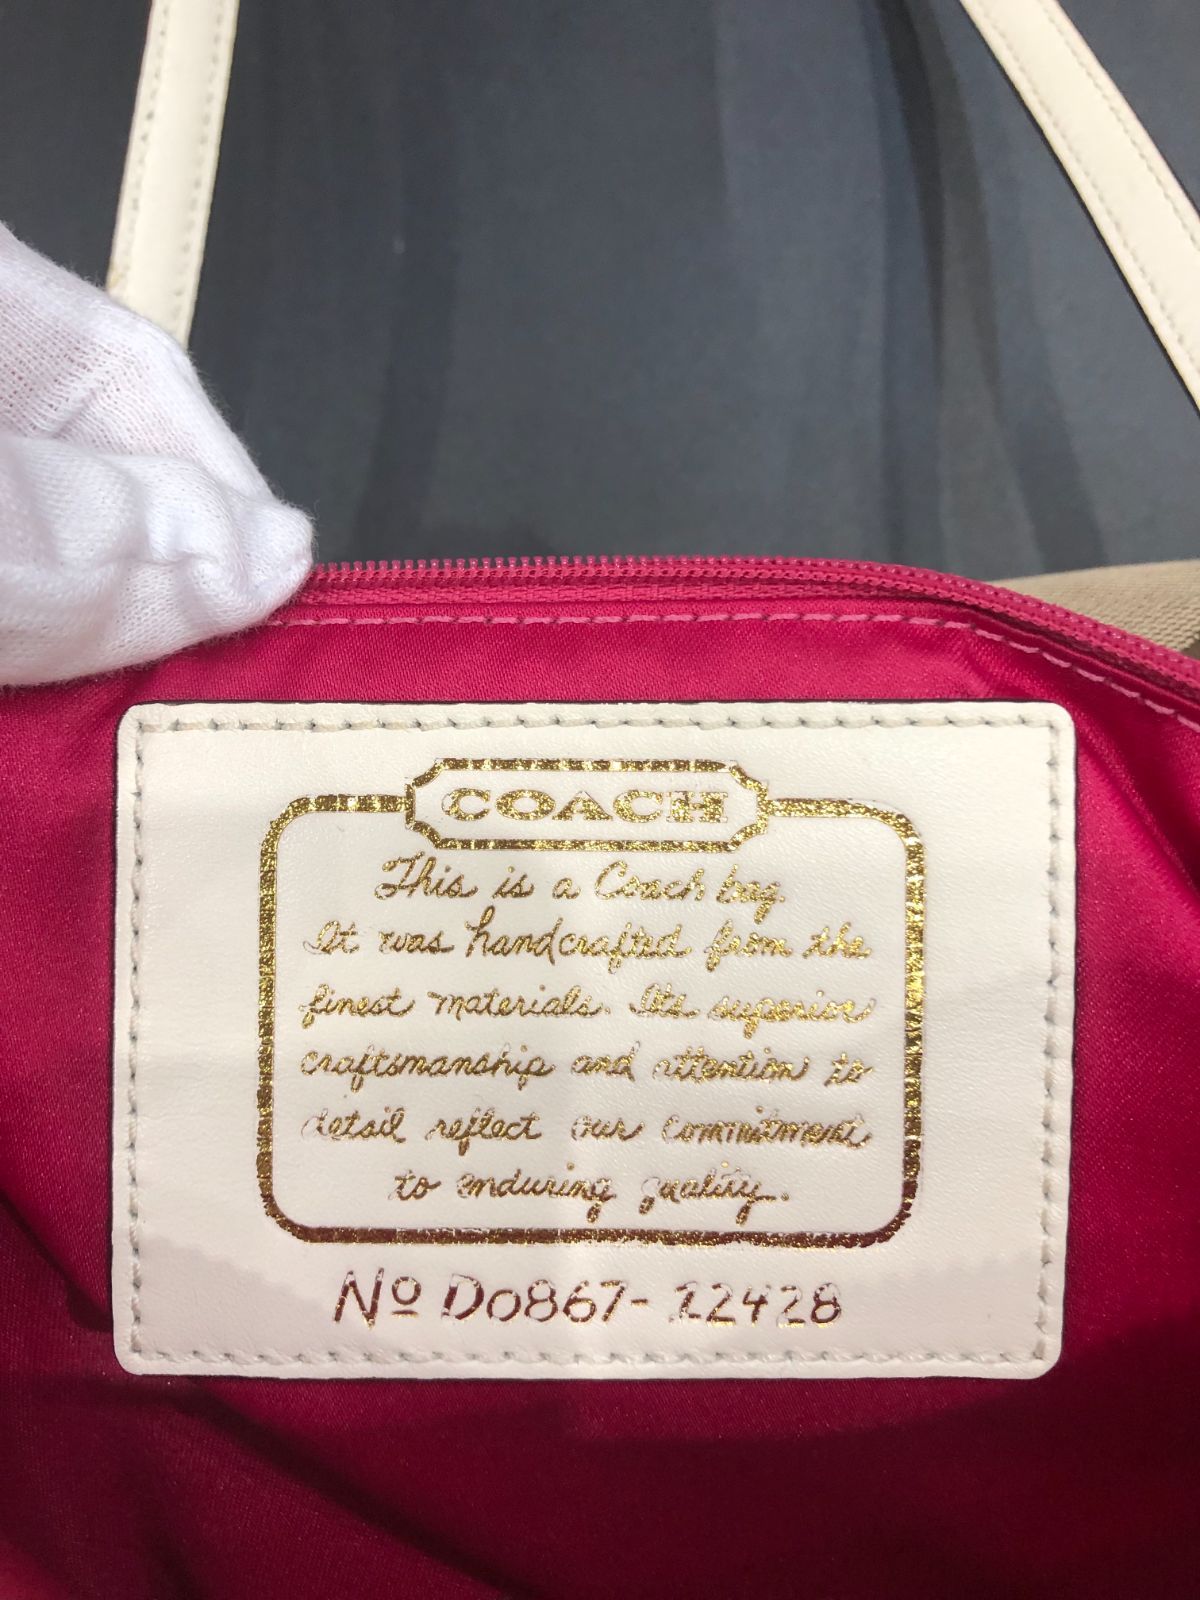 COACH
This is a Coach bag.
It was handcrafted from the
finest materials. Its superior
craftsmanship and attention to
detail reflect our commitment
to enduring quality.
Nº D0867-12428